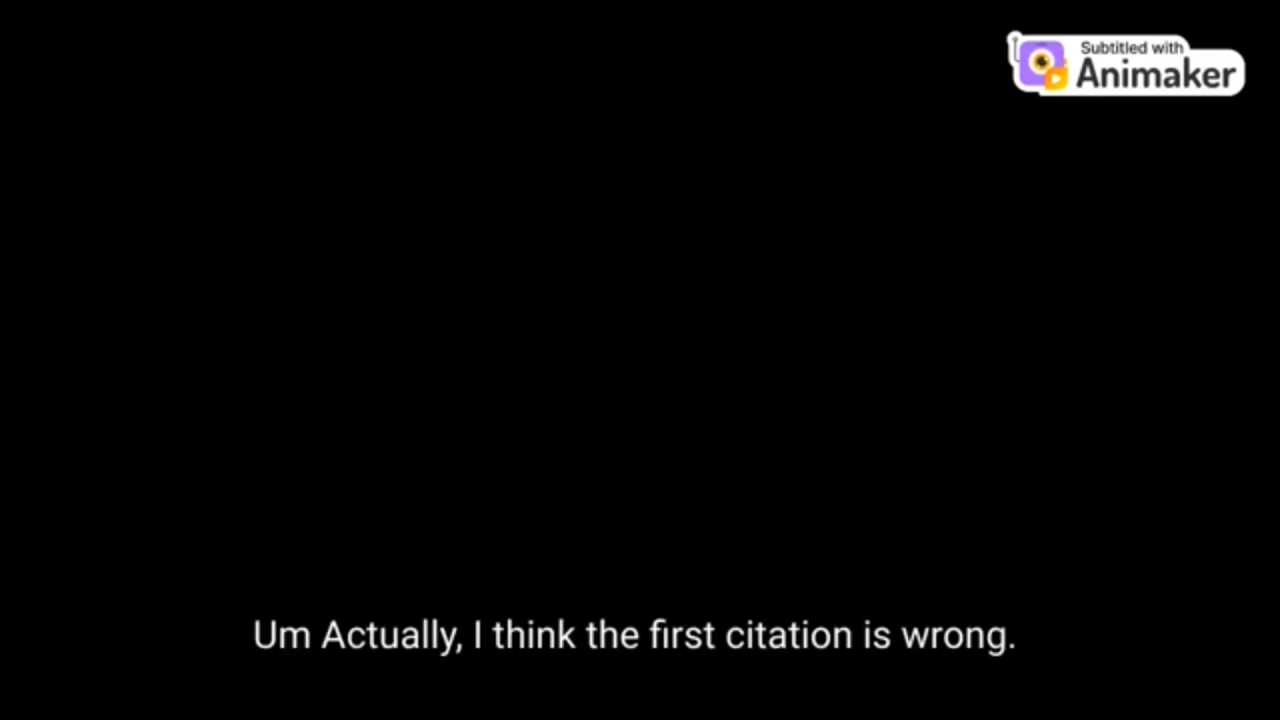 Subtitled with
Animaker
Um Actually, I think the first citation is wrong.